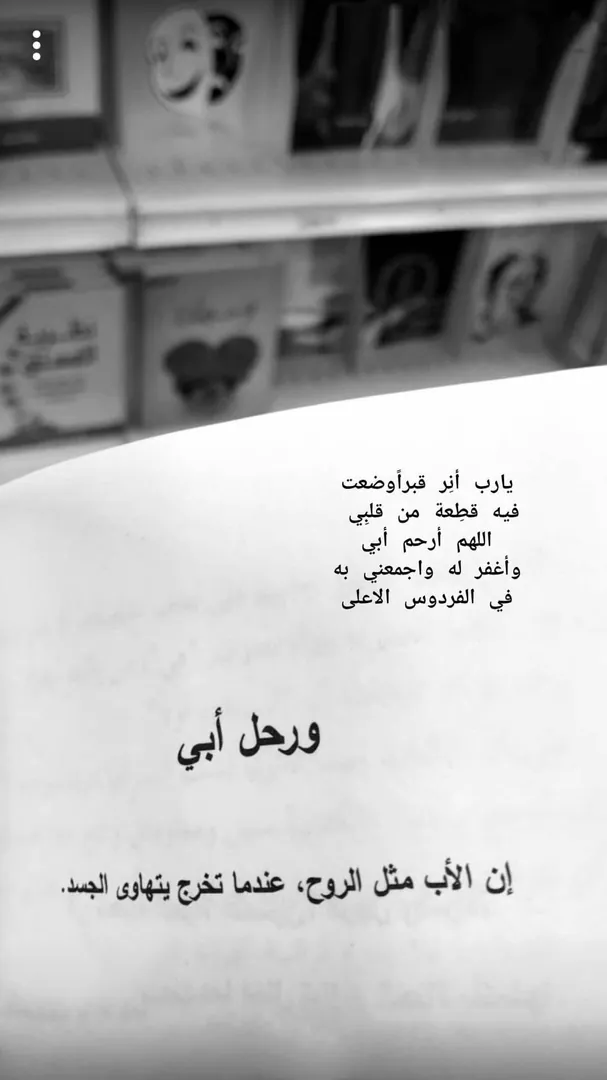 يارب أنِر قبراًوضعت
فيه قطِعة من قلبِي
اللهم أرحم أبي
وأغفر له واجمعني به
في الفردوس الاعلى
ورحل أبي
إن الأب مثل الروح، عندما تخرج يتهاوى الجسد.